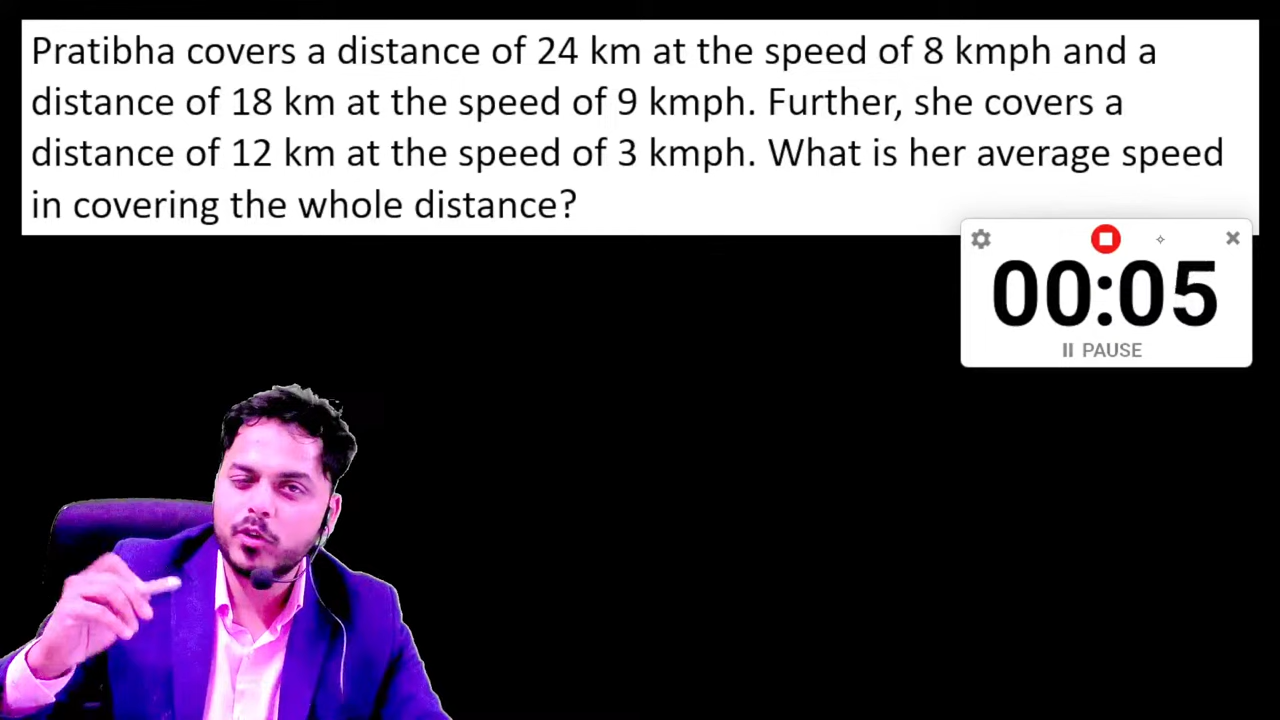 Pratibha covers a distance of 24 km at the speed of 8 kmph and a
distance of 18 km at the speed of 9 kmph. Further, she covers a
distance of 12 km at the speed of 3 kmph. What is her average speed
in covering the whole distance?
00:05
PAUSE